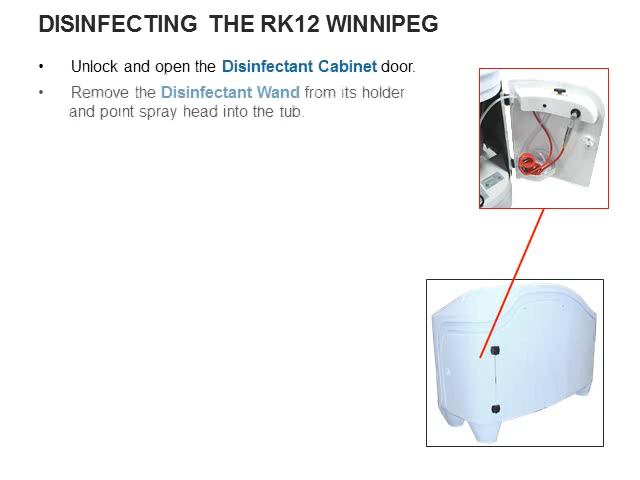 DISINFECTING THE RK12 WINNIPEG
• Unlock and open the Disinfectant Cabinet door.
• Remove the Disinfectant Wand from its holder
and point spray head into the tub.